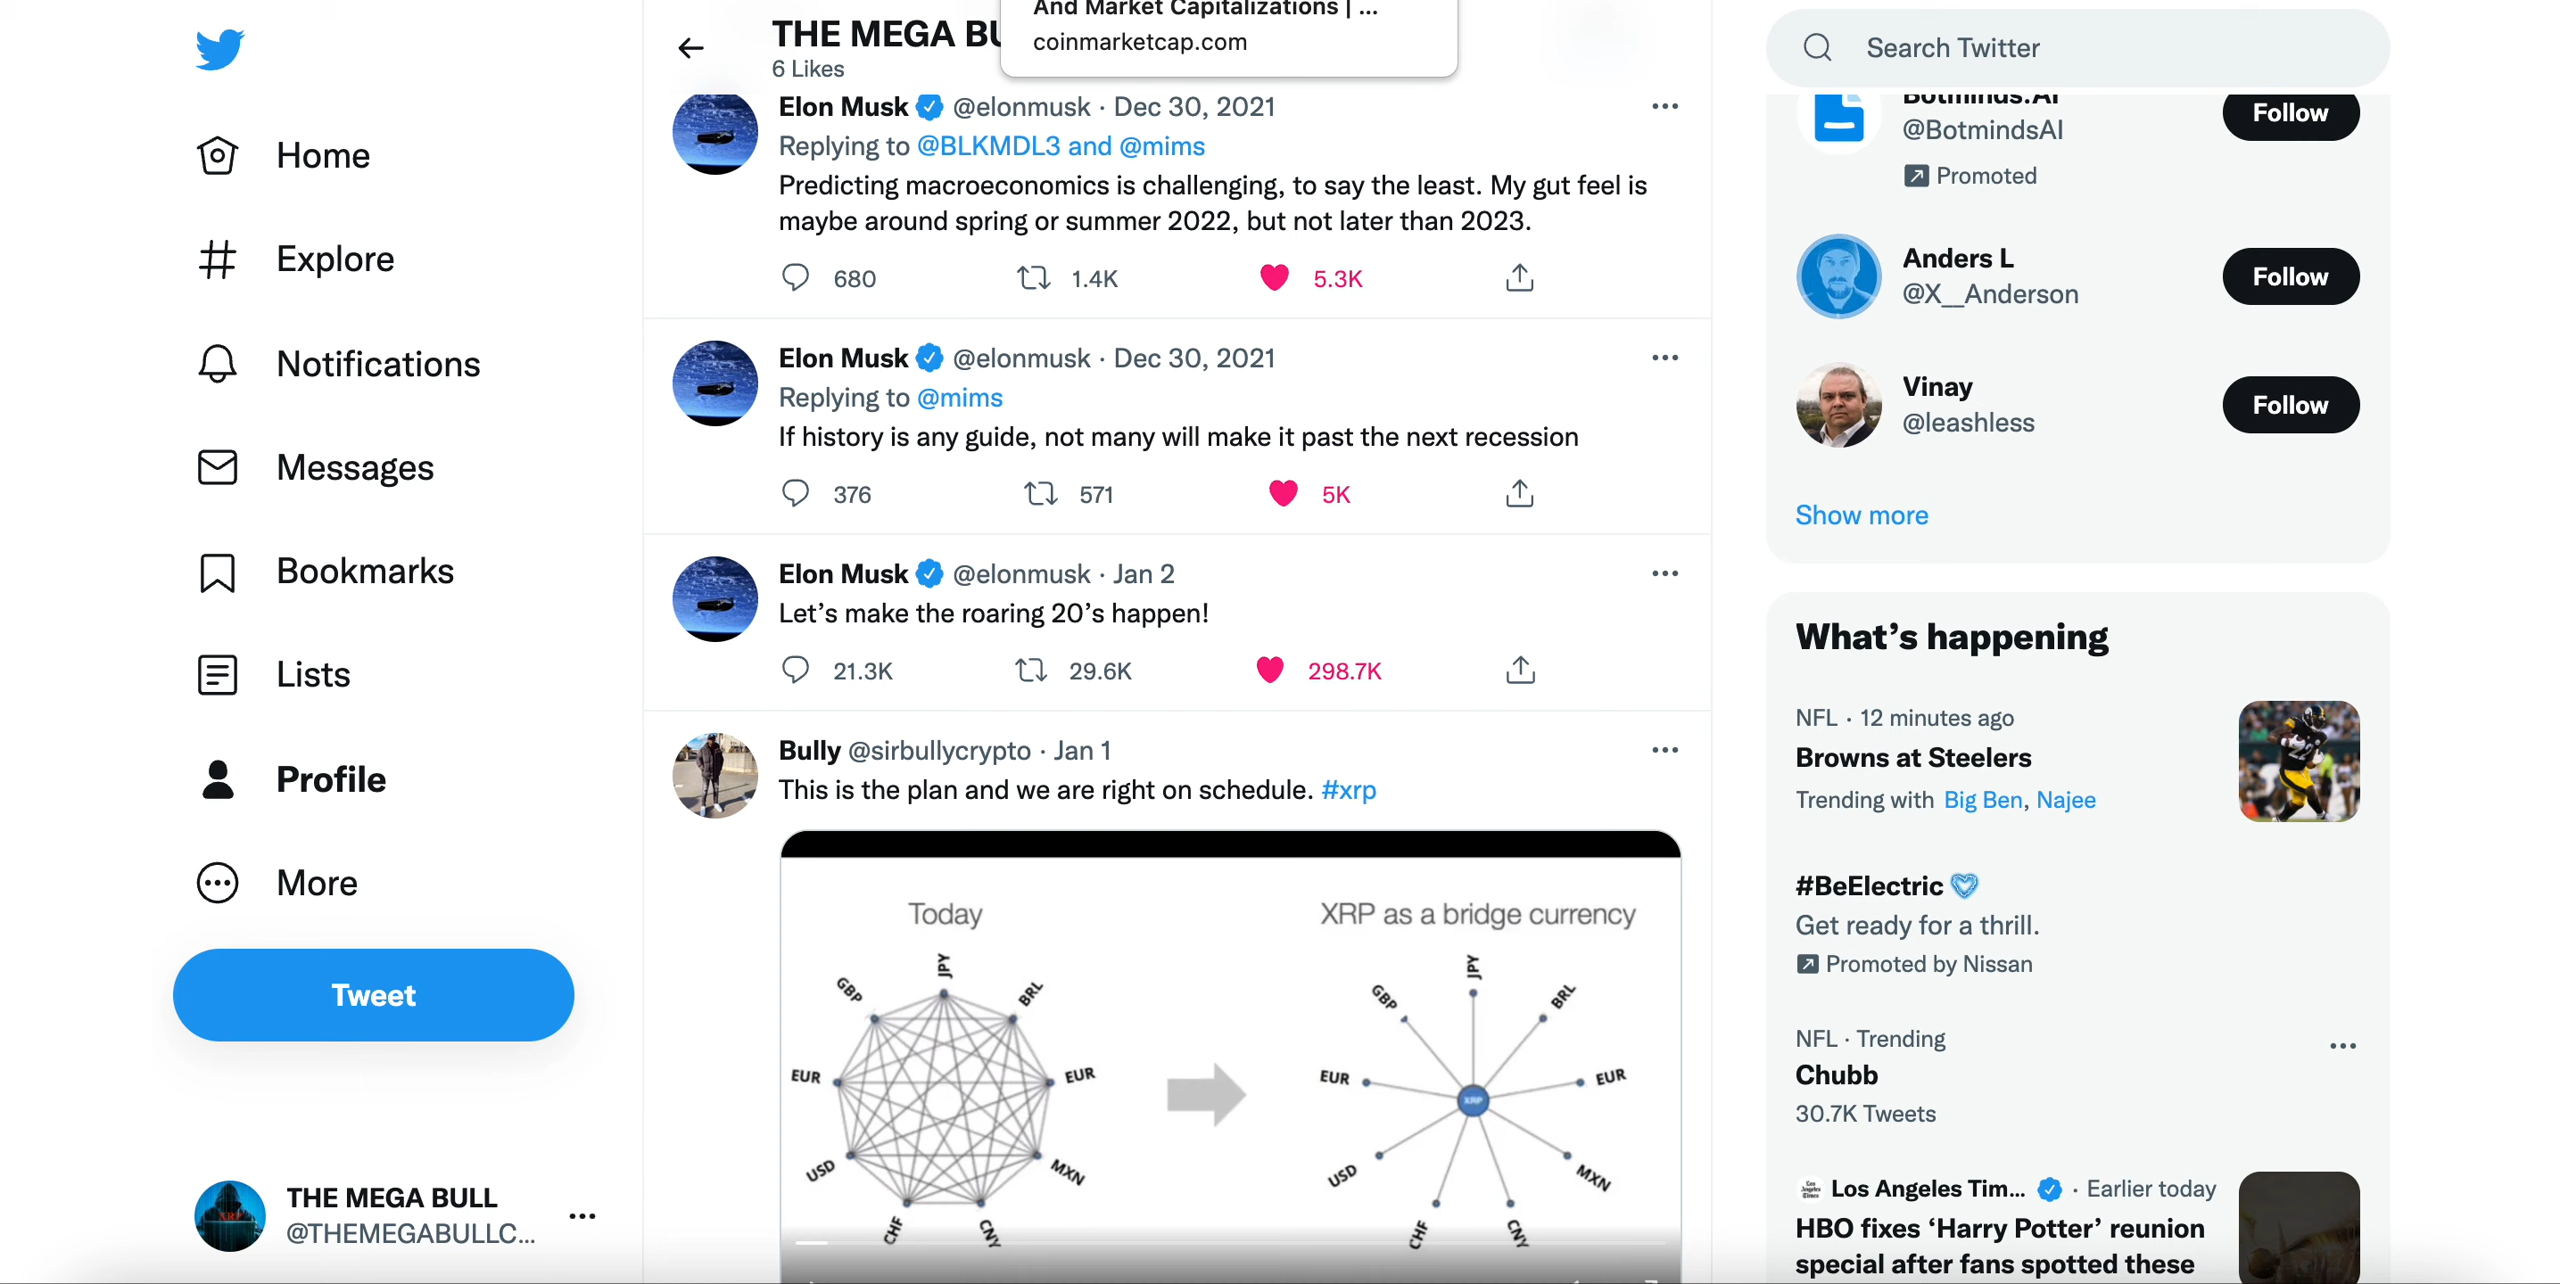 Home
Explore
Notifications
Messages
Bookmarks
Lists
Profile
More
Tweet
THE MEGA BULL
@THEMEGABULLC...
THE MEGA BU
6 Likes
And Market Capitalizations | ...
coinmarketcap.com
Elon Musk @elonmusk · Dec 30, 2021
Replying to @BLKMDL3 and @mims
Predicting macroeconomics is challenging, to say the least. My gut feel is
maybe around spring or summer 2022, but not later than 2023.
680 1.4K 5.3K
Elon Musk @elonmusk · Dec 30, 2021
Replying to @mims
If history is any guide, not many will make it past the next recession
376 571 5K
Elon Musk @elonmusk · Jan 2
Let’s make the roaring 20’s happen!
21.3K 29.6K 298.7K
Bully @sirbullycrypto · Jan 1
This is the plan and we are right on schedule. #xrp
Today
JPY
GBP
BRL
EUR
EUR
USD
MXN
CHF
CNY
XRP as a bridge currency
JPY
GBP
BRL
EUR
EUR
XRP
USD
MXN
CHF
CNY
Search Twitter
Botminds.AI
@BotmindsAI
Follow
Promoted
Anders L
@X__Anderson
Follow
Vinay
@leashless
Follow
Show more
What’s happening
NFL · 12 minutes ago
Browns at Steelers
Trending with Big Ben, Najee
#BeElectric
Get ready for a thrill.
Promoted by Nissan
NFL · Trending
Chubb
30.7K Tweets
Los Angeles Tim... · Earlier today
HBO fixes ‘Harry Potter’ reunion
special after fans spotted these